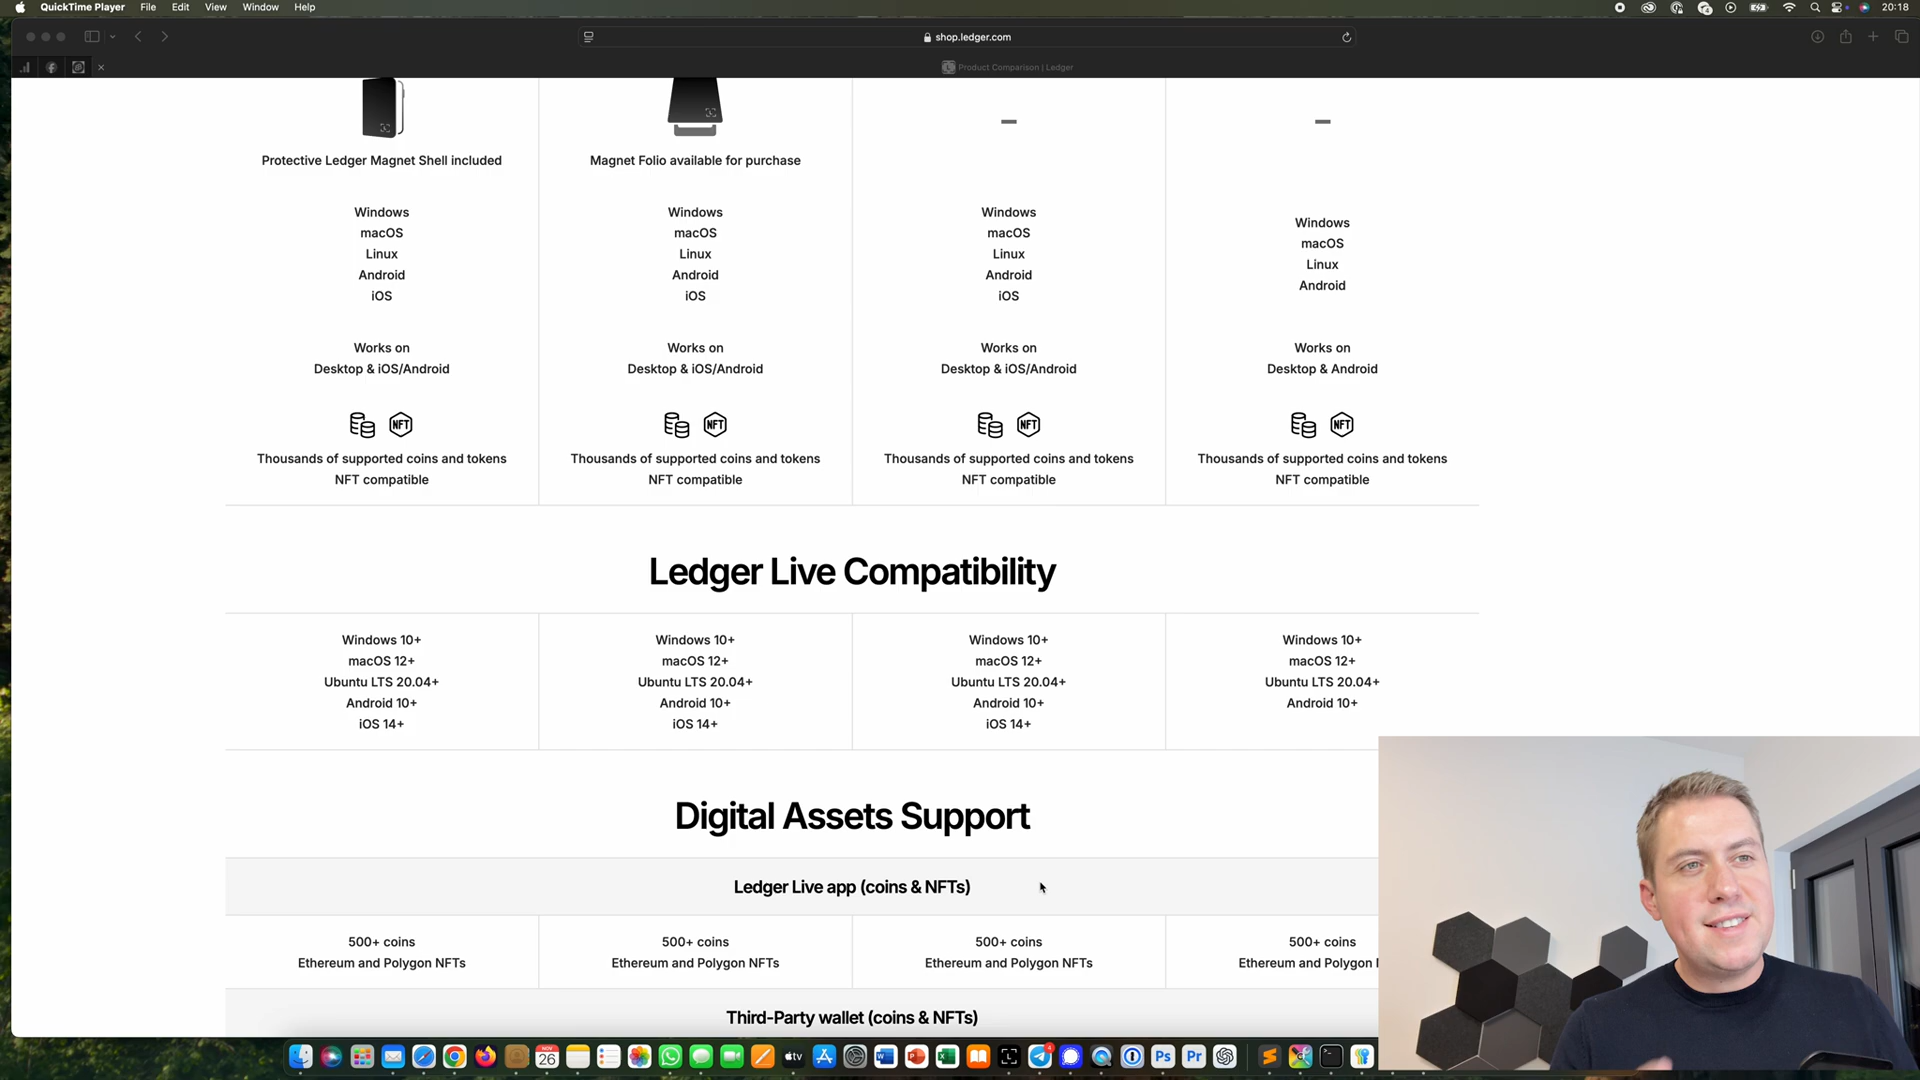 QuickTime Player File Edit View Window Help 20:18
shop.ledger.com
Product Comparison | Ledger
Protective Ledger Magnet Shell included
Magnet Folio available for purchase
Windows
macOS
Linux
Android
iOS
Windows
macOS
Linux
Android
iOS
Windows
macOS
Linux
Android
iOS
Windows
macOS
Linux
Android
Works on
Desktop & iOS/Android
Works on
Desktop & iOS/Android
Works on
Desktop & iOS/Android
Works on
Desktop & Android
NFT
NFT
NFT
NFT
Thousands of supported coins and tokens
NFT compatible
Thousands of supported coins and tokens
NFT compatible
Thousands of supported coins and tokens
NFT compatible
Thousands of supported coins and tokens
NFT compatible
Ledger Live Compatibility
Windows 10+
macOS 12+
Ubuntu LTS 20.04+
Android 10+
iOS 14+
Windows 10+
macOS 12+
Ubuntu LTS 20.04+
Android 10+
iOS 14+
Windows 10+
macOS 12+
Ubuntu LTS 20.04+
Android 10+
iOS 14+
Windows 10+
macOS 12+
Ubuntu LTS 20.04+
Android 10+
Digital Assets Support
Ledger Live app (coins & NFTs)
500+ coins
Ethereum and Polygon NFTs
500+ coins
Ethereum and Polygon NFTs
500+ coins
Ethereum and Polygon NFTs
500+ coins
Ethereum and Polygon
Third-Party wallet (coins & NFTs)
NOV
26
tv
Ps
Pr